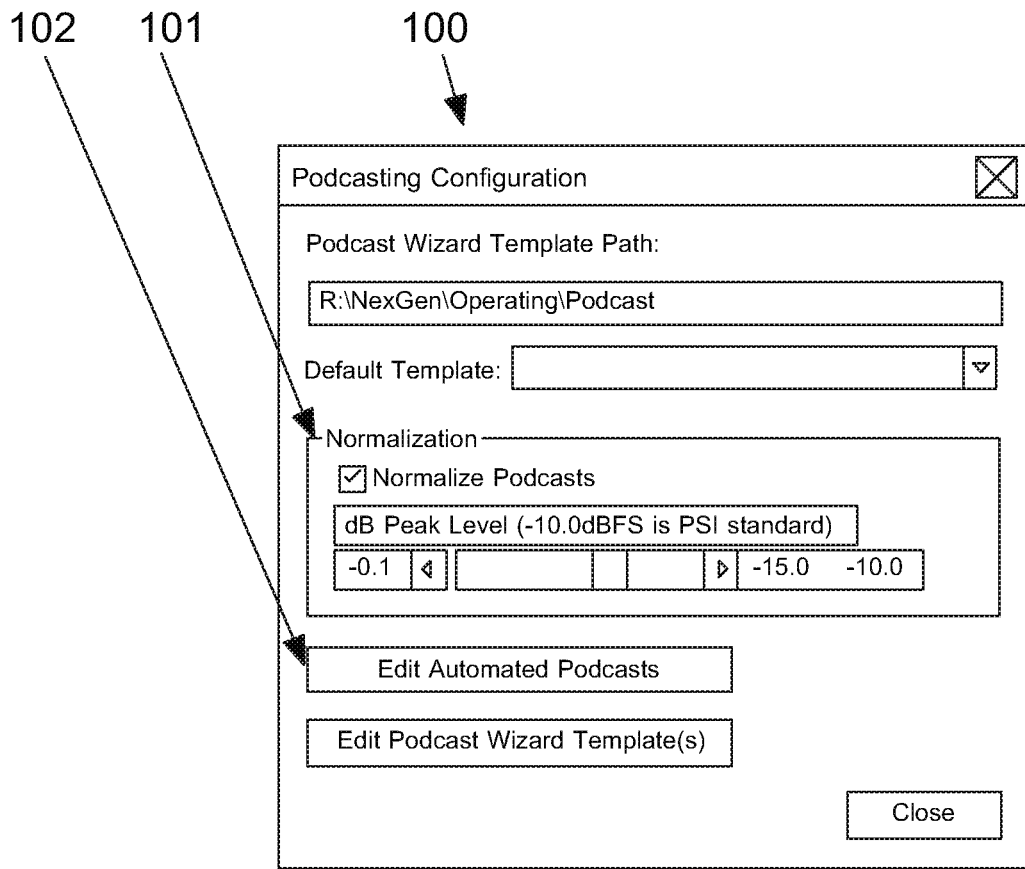 102 101 100
Podcasting Configuration
Podcast Wizard Template Path:
R:\NexGen\Operating\Podcast
Default Template:
Normalization
Normalize Podcasts
dB Peak Level (-10.0dBFS is PSI standard)
-0.1 -15.0 -10.0
Edit Automated Podcasts
Edit Podcast Wizard Template(s)
Close